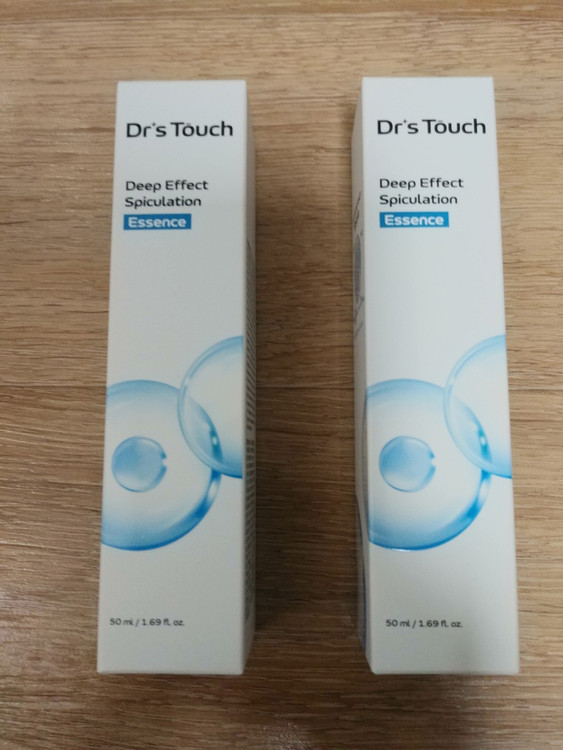 Dr's Touch
Deep Effect
Spiculation
Essence
50 ml / 1.69 fl. oz.
Dr's Touch
Deep Effect
Spiculation
Essence
50 ml / 1.69 fl. oz.